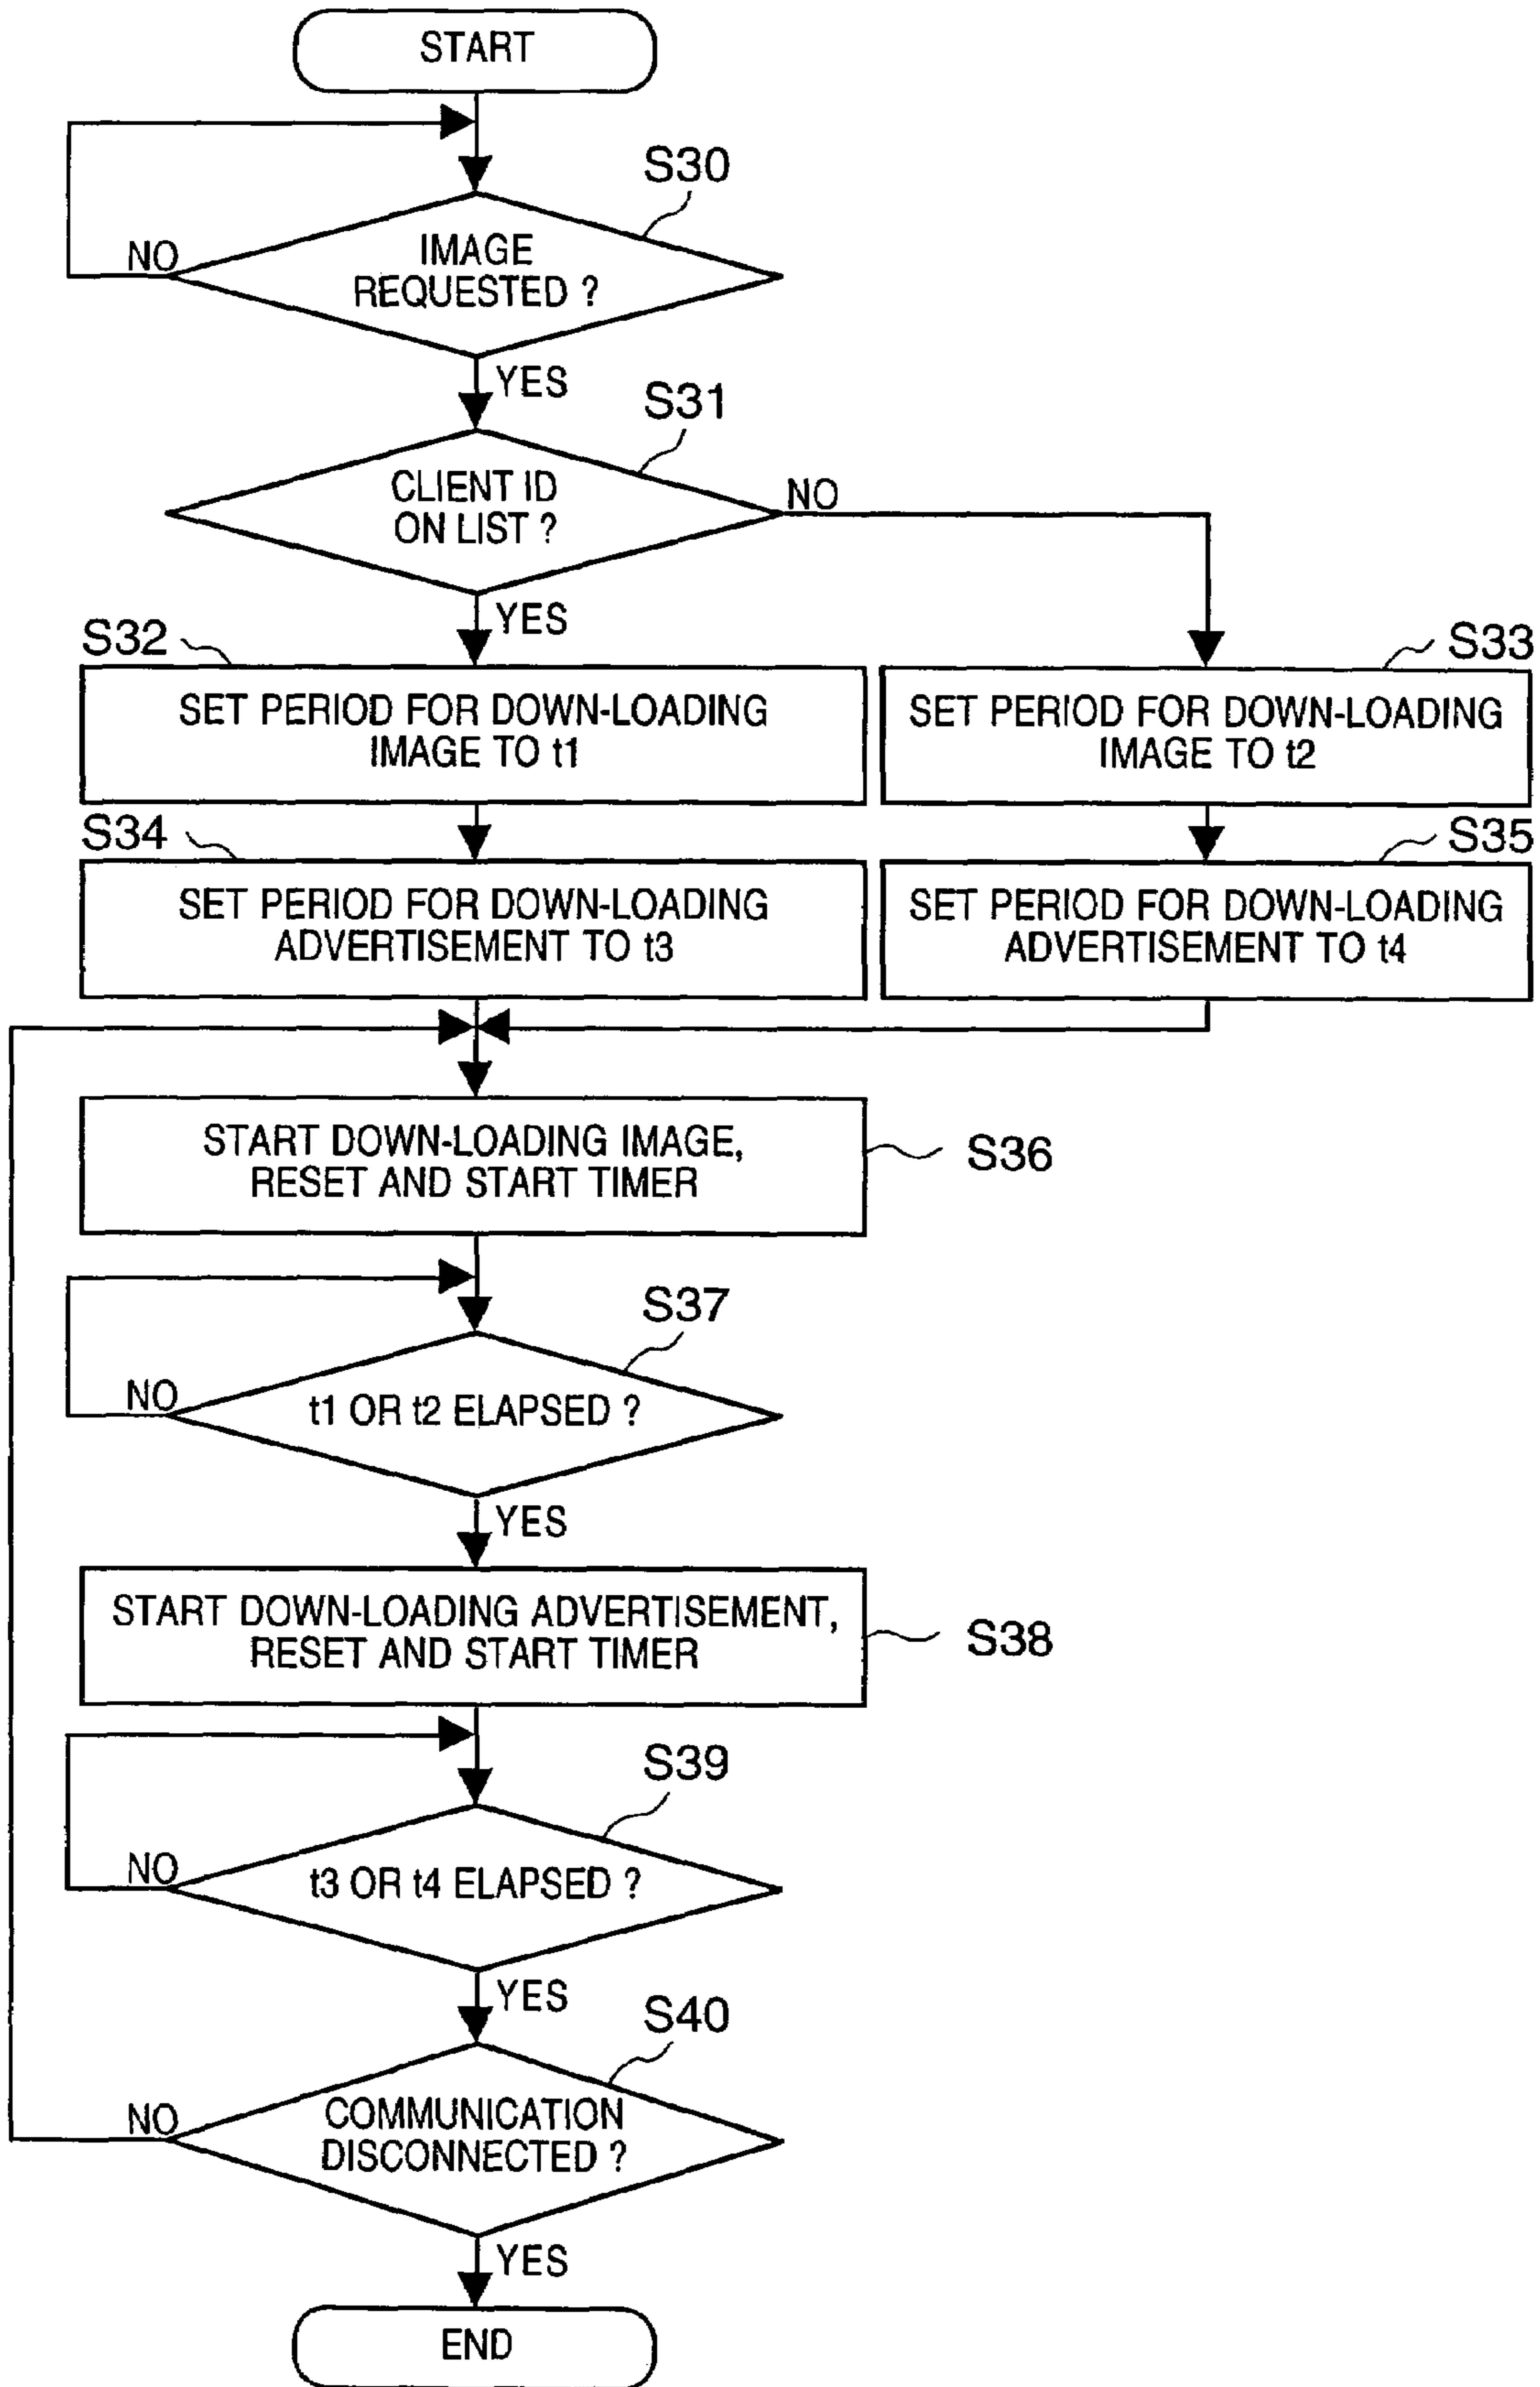 START
S30
IMAGE
REQUESTED ?
NO
YES
S31
CLIENT ID
ON LIST ?
NO
YES
S32
S33
SET PERIOD FOR DOWN-LOADING
IMAGE TO t1
SET PERIOD FOR DOWN-LOADING
IMAGE TO t2
S34
S35
SET PERIOD FOR DOWN-LOADING
ADVERTISEMENT TO t3
SET PERIOD FOR DOWN-LOADING
ADVERTISEMENT TO t4
START DOWN-LOADING IMAGE,
RESET AND START TIMER
S36
S37
NO
t1 OR t2 ELAPSED ?
YES
START DOWN-LOADING ADVERTISEMENT,
RESET AND START TIMER
S38
S39
NO
t3 OR t4 ELAPSED ?
YES
S40
NO
COMMUNICATION
DISCONNECTED ?
YES
END